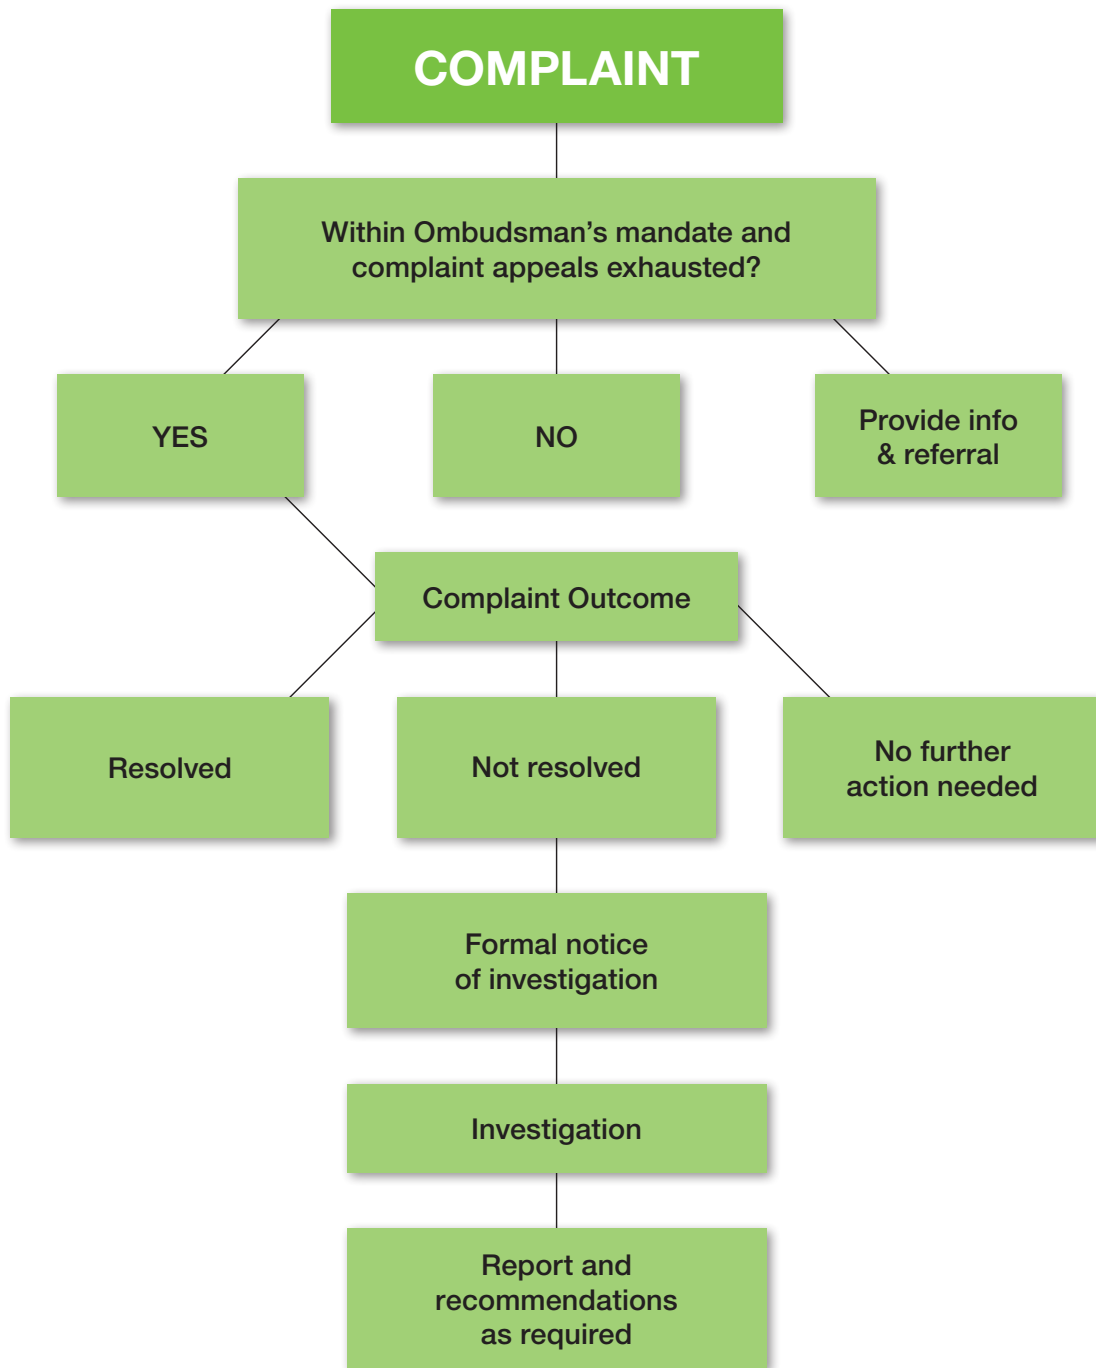 COMPLAINT
Within Ombudsman’s mandate and
complaint appeals exhausted?
YES
NO
Provide info
& referral
Complaint Outcome
Resolved
Not resolved
No further
action needed
Formal notice
of investigation
Investigation
Report and
recommendations
as required